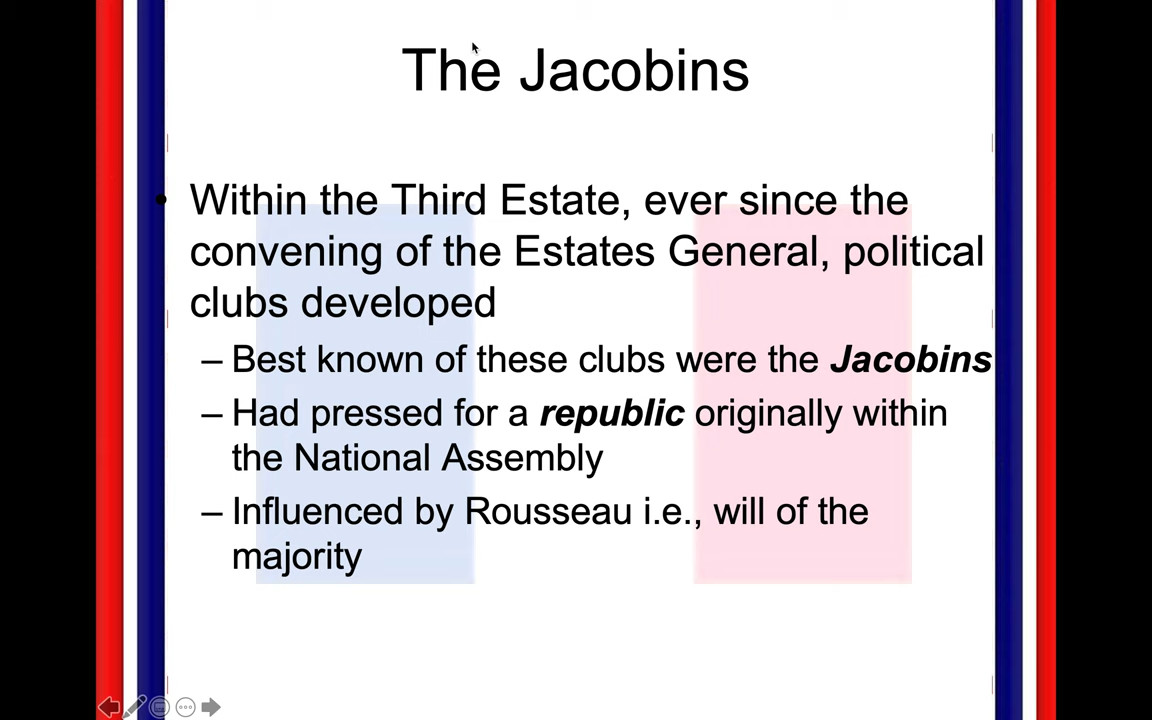 The Jacobins
• Within the Third Estate, ever since the
convening of the Estates General, political
clubs developed
– Best known of these clubs were the Jacobins
– Had pressed for a republic originally within
the National Assembly
– Influenced by Rousseau i.e., will of the
majority